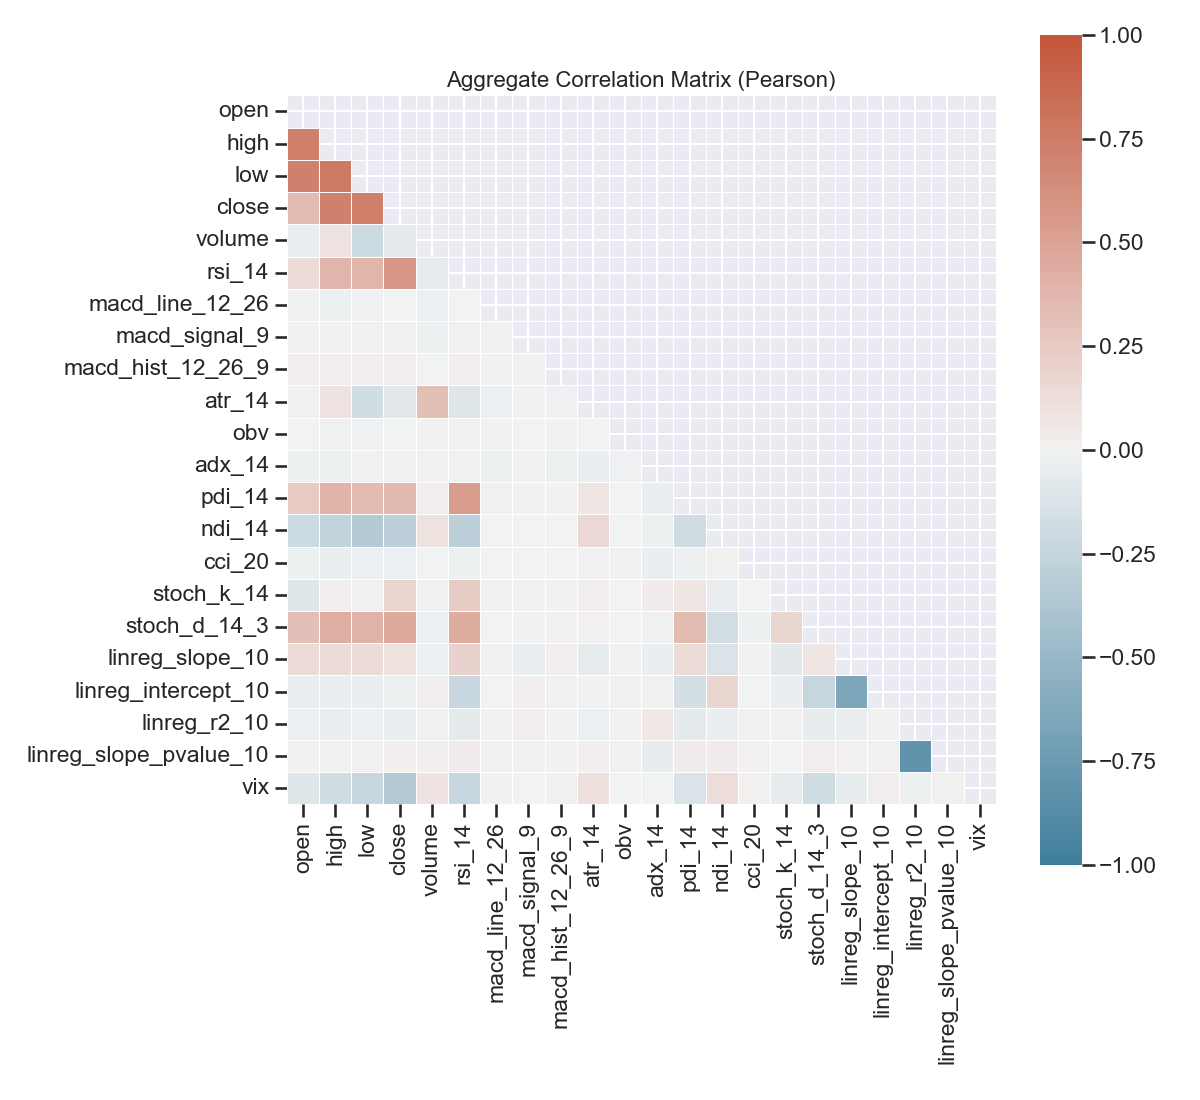 Aggregate Correlation Matrix (Pearson)
open
high
low
close
volume
rsi_14
macd_line_12_26
macd_signal_9
macd_hist_12_26_9
atr_14
obv
adx_14
pdi_14
ndi_14
cci_20
stoch_k_14
stoch_d_14_3
linreg_slope_10
linreg_intercept_10
linreg_r2_10
linreg_slope_pvalue_10
vix
open
high
low
close
volume
rsi_14
macd_line_12_26
macd_signal_9
macd_hist_12_26_9
atr_14
obv
adx_14
pdi_14
ndi_14
cci_20
stoch_k_14
stoch_d_14_3
linreg_slope_10
linreg_intercept_10
linreg_r2_10
linreg_slope_pvalue_10
vix
1.00
0.75
0.50
0.25
0.00
−0.25
−0.50
−0.75
−1.00